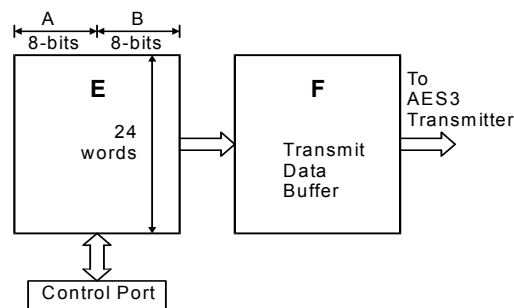 A B
8-bits 8-bits
E
24
words
F
Transmit
Data
Buffer
To
AES3
Transmitter
Control Port